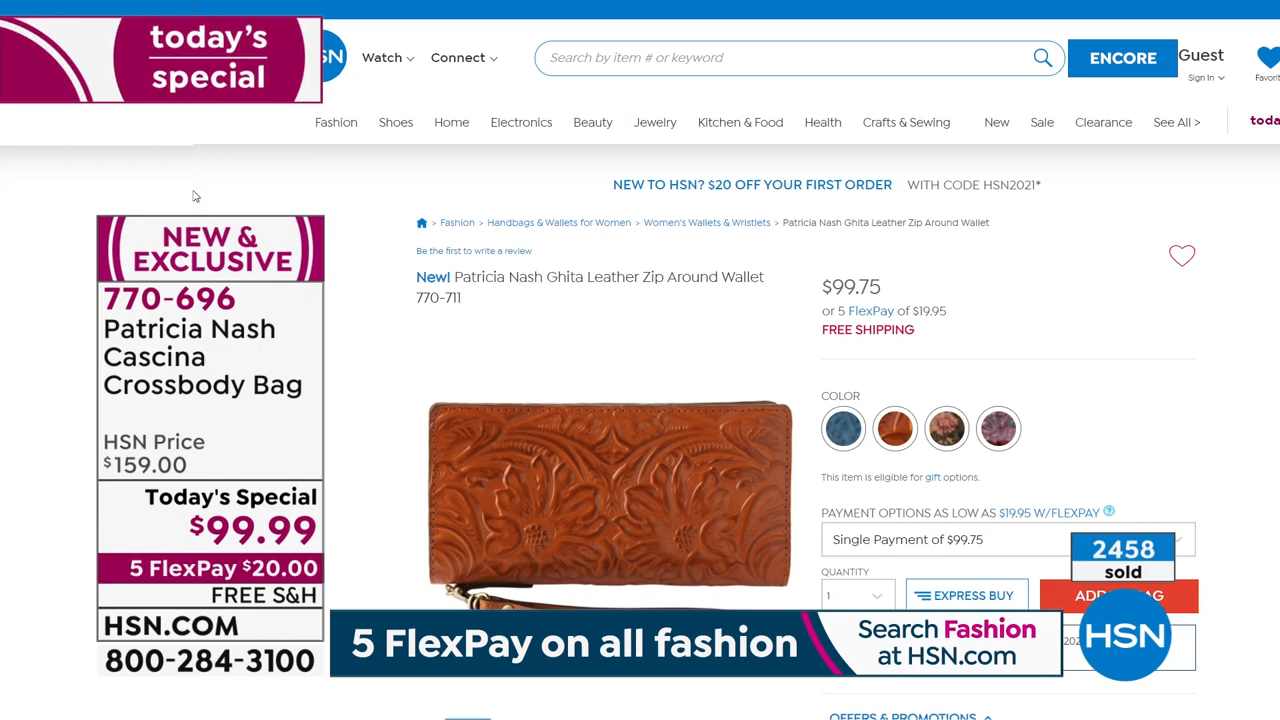 today's
special
SN
Watch
Connect
Search by item # or keyword
ENCORE
Guest
Sign In
Favorit
Fashion
Shoes
Home
Electronics
Beauty
Jewelry
Kitchen & Food
Health
Crafts & Sewing
New
Sale
Clearance
See All >
toda
NEW TO HSN? $20 OFF YOUR FIRST ORDER WITH CODE HSN2021*
> Fashion > Handbags & Wallets for Women > Women's Wallets & Wristlets > Patricia Nash Ghita Leather Zip Around Wallet
Be the first to write a review
New! Patricia Nash Ghita Leather Zip Around Wallet
770-711
$99.75
or 5 FlexPay of $19.95
FREE SHIPPING
COLOR
This item is eligible for gift options.
PAYMENT OPTIONS AS LOW AS $19.95 W/FLEXPAY ?
Single Payment of $99.75
QUANTITY
1
EXPRESS BUY
ADD
AG
202
OFFERS & PROMOTIONS
NEW &
EXCLUSIVE
770-696
Patricia Nash
Cascina
Crossbody Bag
HSN Price
$159.00
Today's Special
$99.99
5 FlexPay $20.00
FREE S&H
HSN.COM
800-284-3100
2458
sold
5 FlexPay on all fashion
Search Fashion
at HSN.com
HSN